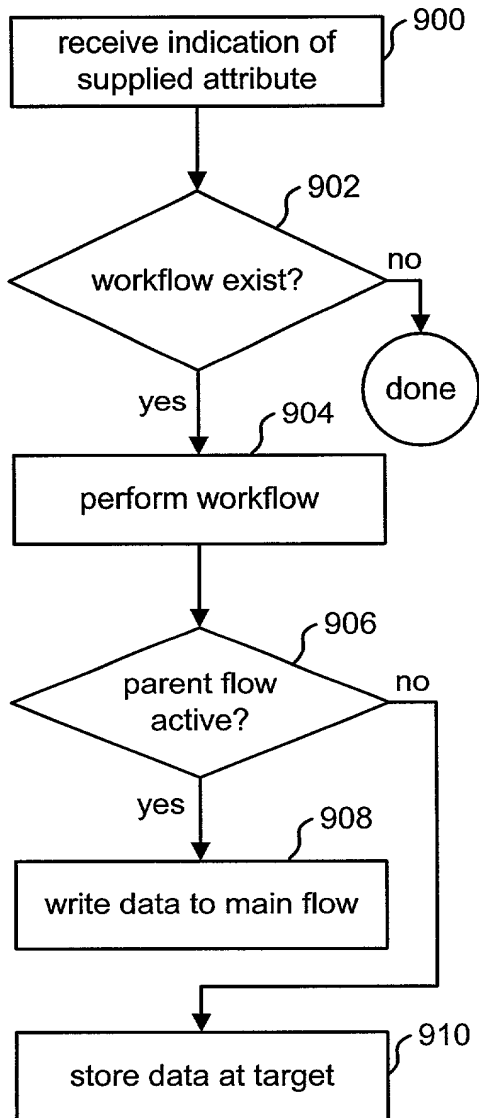 900
receive indication of
supplied attribute
902
workflow exist?
no
done
yes
904
perform workflow
906
parent flow
active?
no
yes
908
write data to main flow
910
store data at target